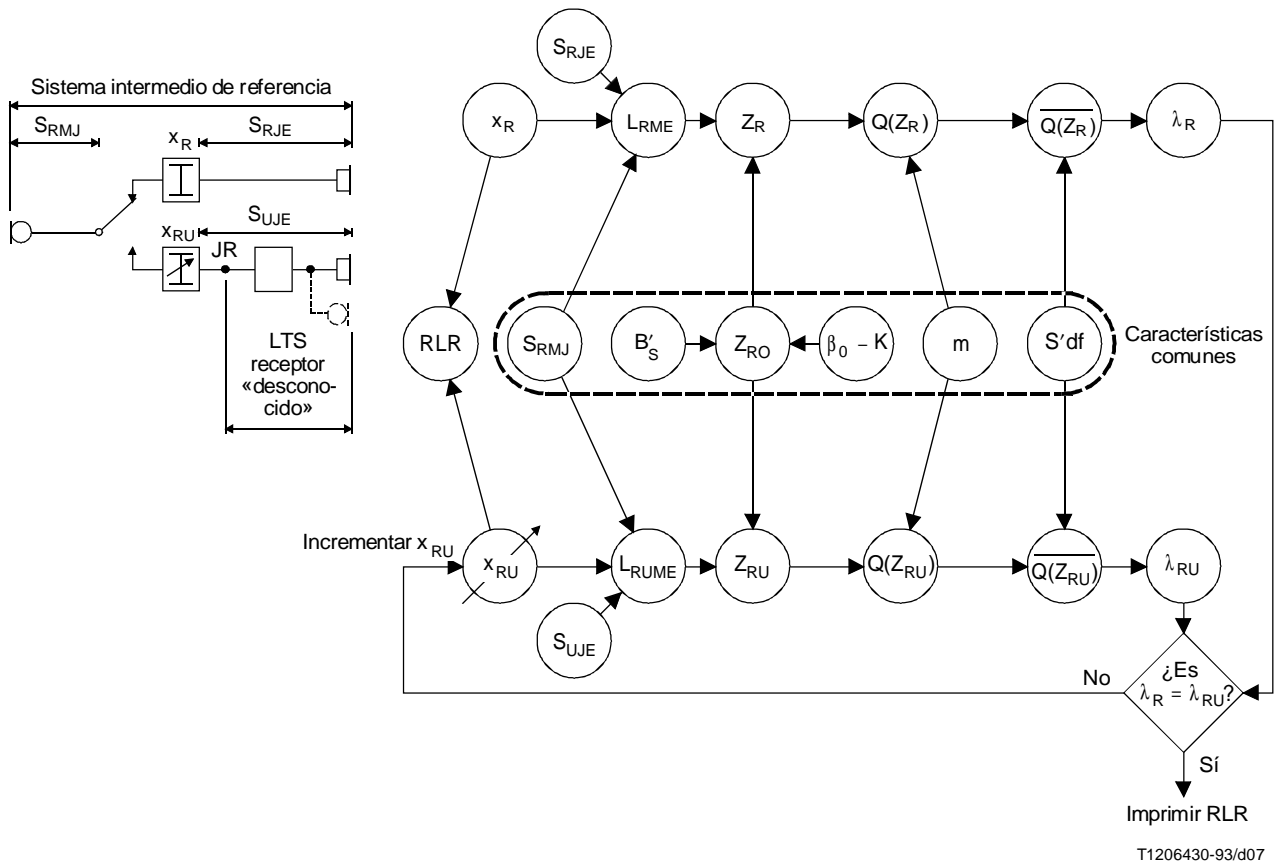 Sistema intermedio de referencia
S_RMJ
S_RJE
x_R
S_UJE
x_RU
JR
LTS
receptor
«descono-
cido»
S_RJE
x_R
L_RME
Z_R
Q(Z_R)
Q(Z_R)
λ_R
RLR
S_RMJ
B′_S
Z_RO
β_0 – K
m
S′df
Características
comunes
Incrementar x_RU
x_RU
L_RUME
Z_RU
Q(Z_RU)
Q(Z_RU)
λ_RU
S_UJE
No
¿Es
λ_R = λ_RU?
Sí
Imprimir RLR
T1206430-93/d07